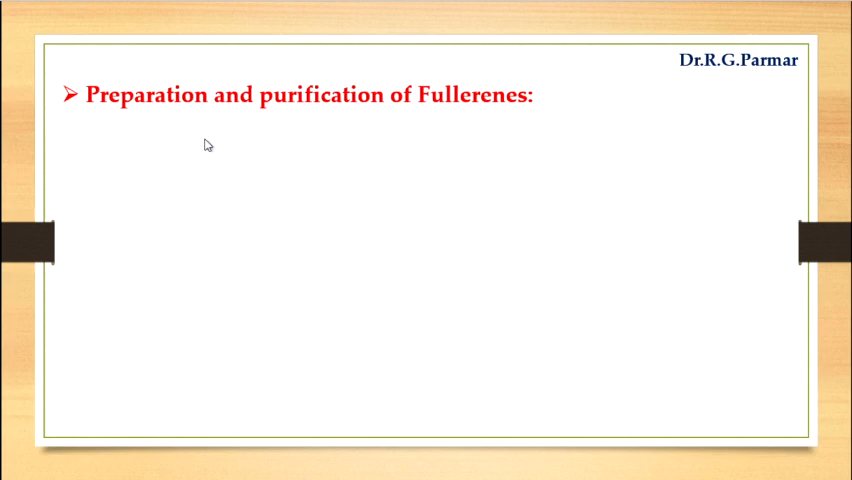 Dr.R.G.Parmar
➢ Preparation and purification of Fullerenes: